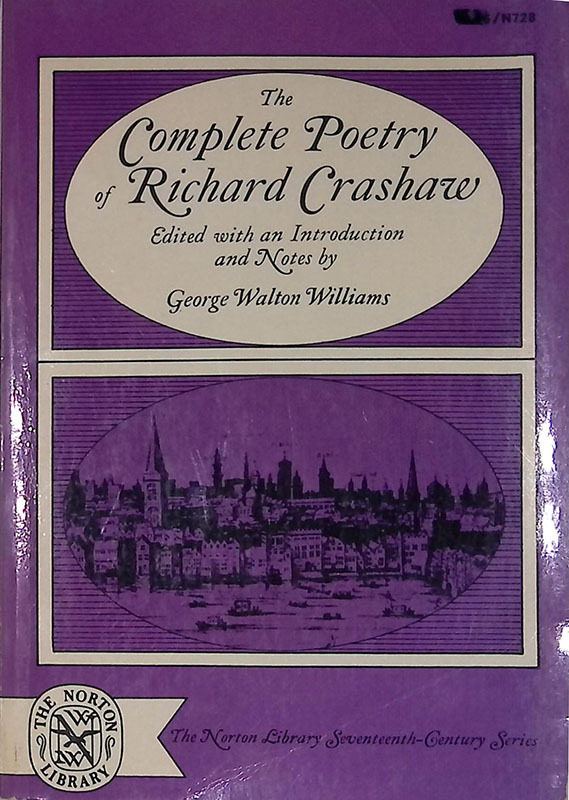 /N728
The
Complete Poetry
of Richard Crashaw
Edited with an Introduction
and Notes by
George Walton Williams
THE NORTON
LIBRARY
The Norton Library Seventeenth-Century Series